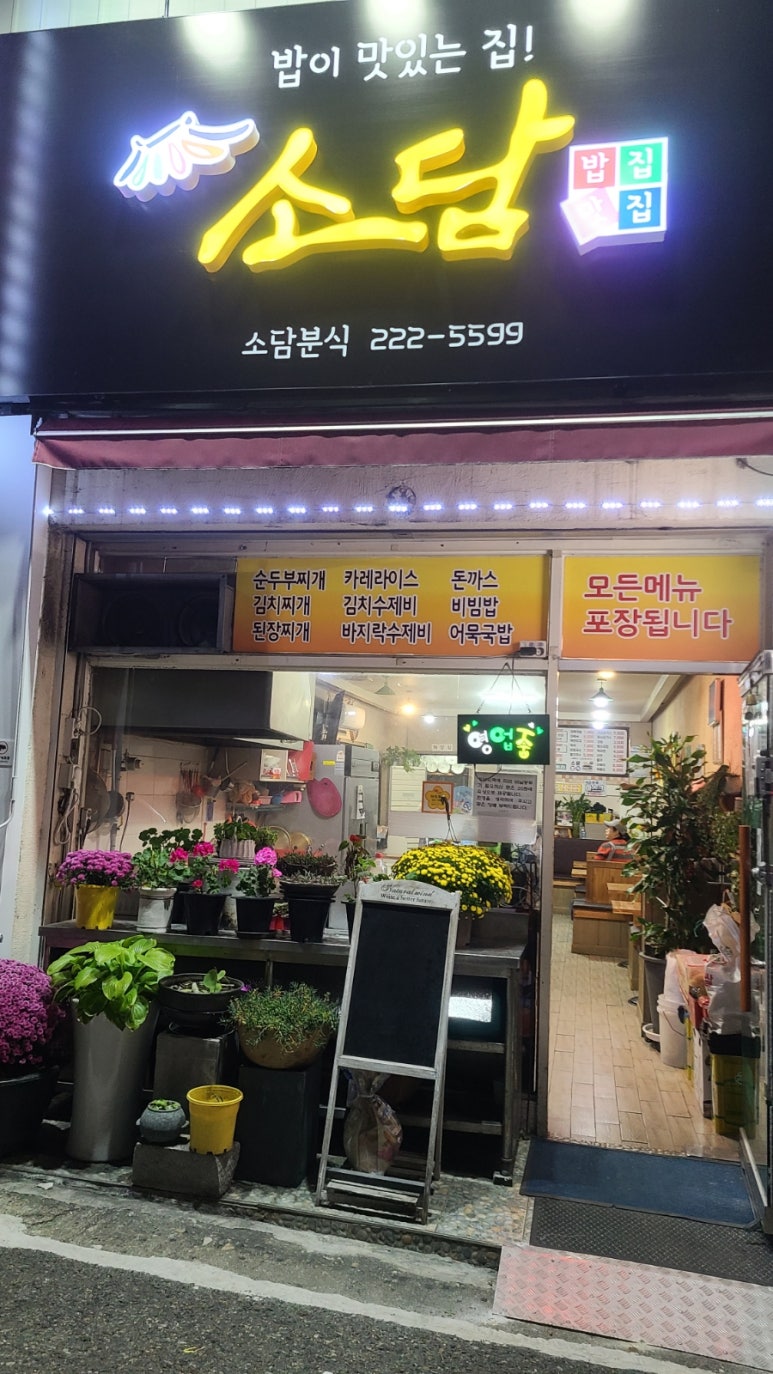 밥이 맛있는 집!
소담
밥집
맛집
소담분식 222-5599
순두부찌개 카레라이스 돈까스
김치찌개 김치수제비 비빔밥
된장찌개 바지락수제비 어묵국밥
모든메뉴
포장됩니다
영업중
Natural wind